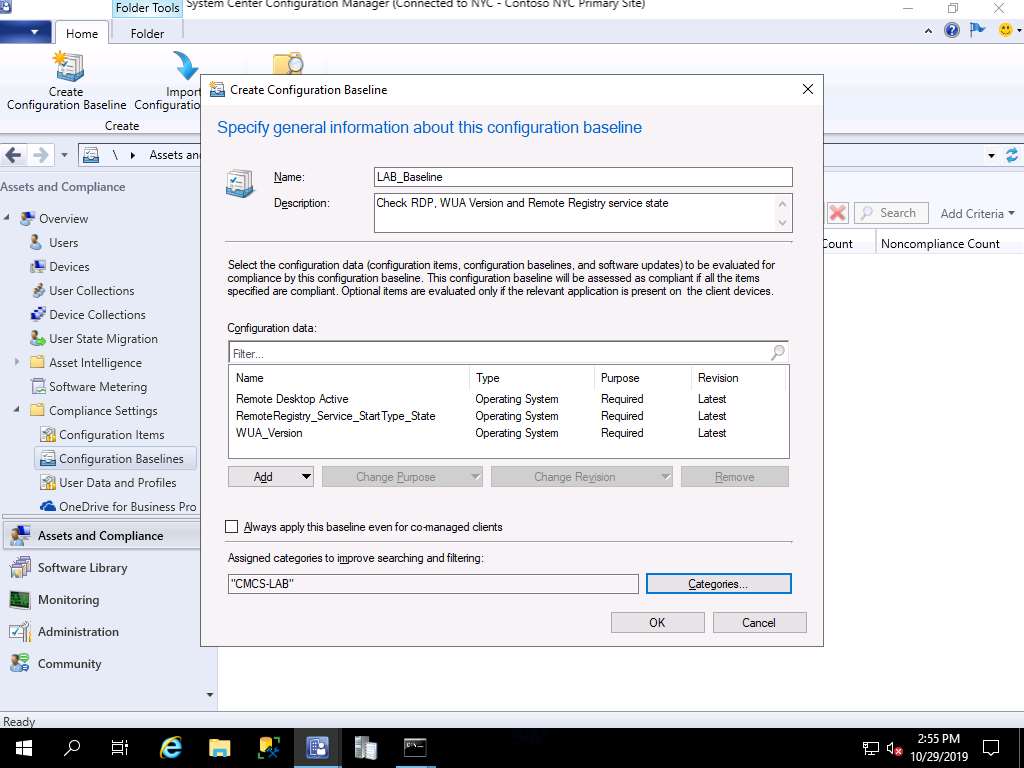 Folder Tools
System Center Configuration Manager (Connected to NYC - Contoso NYC Primary Site)
Home
Folder
Create
Configuration Baseline
Import
Create
\
Assets and Compliance
Overview
Users
Devices
User Collections
Device Collections
User State Migration
Asset Intelligence
Software Metering
Compliance Settings
Configuration Items
Configuration Baselines
User Data and Profiles
OneDrive for Business Pro
Assets and Compliance
Software Library
Monitoring
Administration
Community
Search
Add Criteria
Noncompliance Count
Create Configuration Baseline
Specify general information about this configuration baseline
Name:
LAB_Baseline
Description:
Check RDP, WUA Version and Remote Registry service state
Select the configuration data (configuration items, configuration baselines, and software updates) to be evaluated for
compliance by this configuration baseline. This configuration baseline will be assessed as compliant if all the items
specified are compliant. Optional items are evaluated only if the relevant application is present on the client devices.
Configuration data:
Filter...
Name Type Purpose Revision
Remote Desktop Active Operating System Required Latest
RemoteRegistry_Service_StartType_State Operating System Required Latest
WUA_Version Operating System Required Latest
Add Change Purpose Change Revision Remove
Always apply this baseline even for co-managed clients
Assigned categories to improve searching and filtering:
"CMCS-LAB"
Categories...
OK Cancel
Ready
2:55 PM
10/29/2019